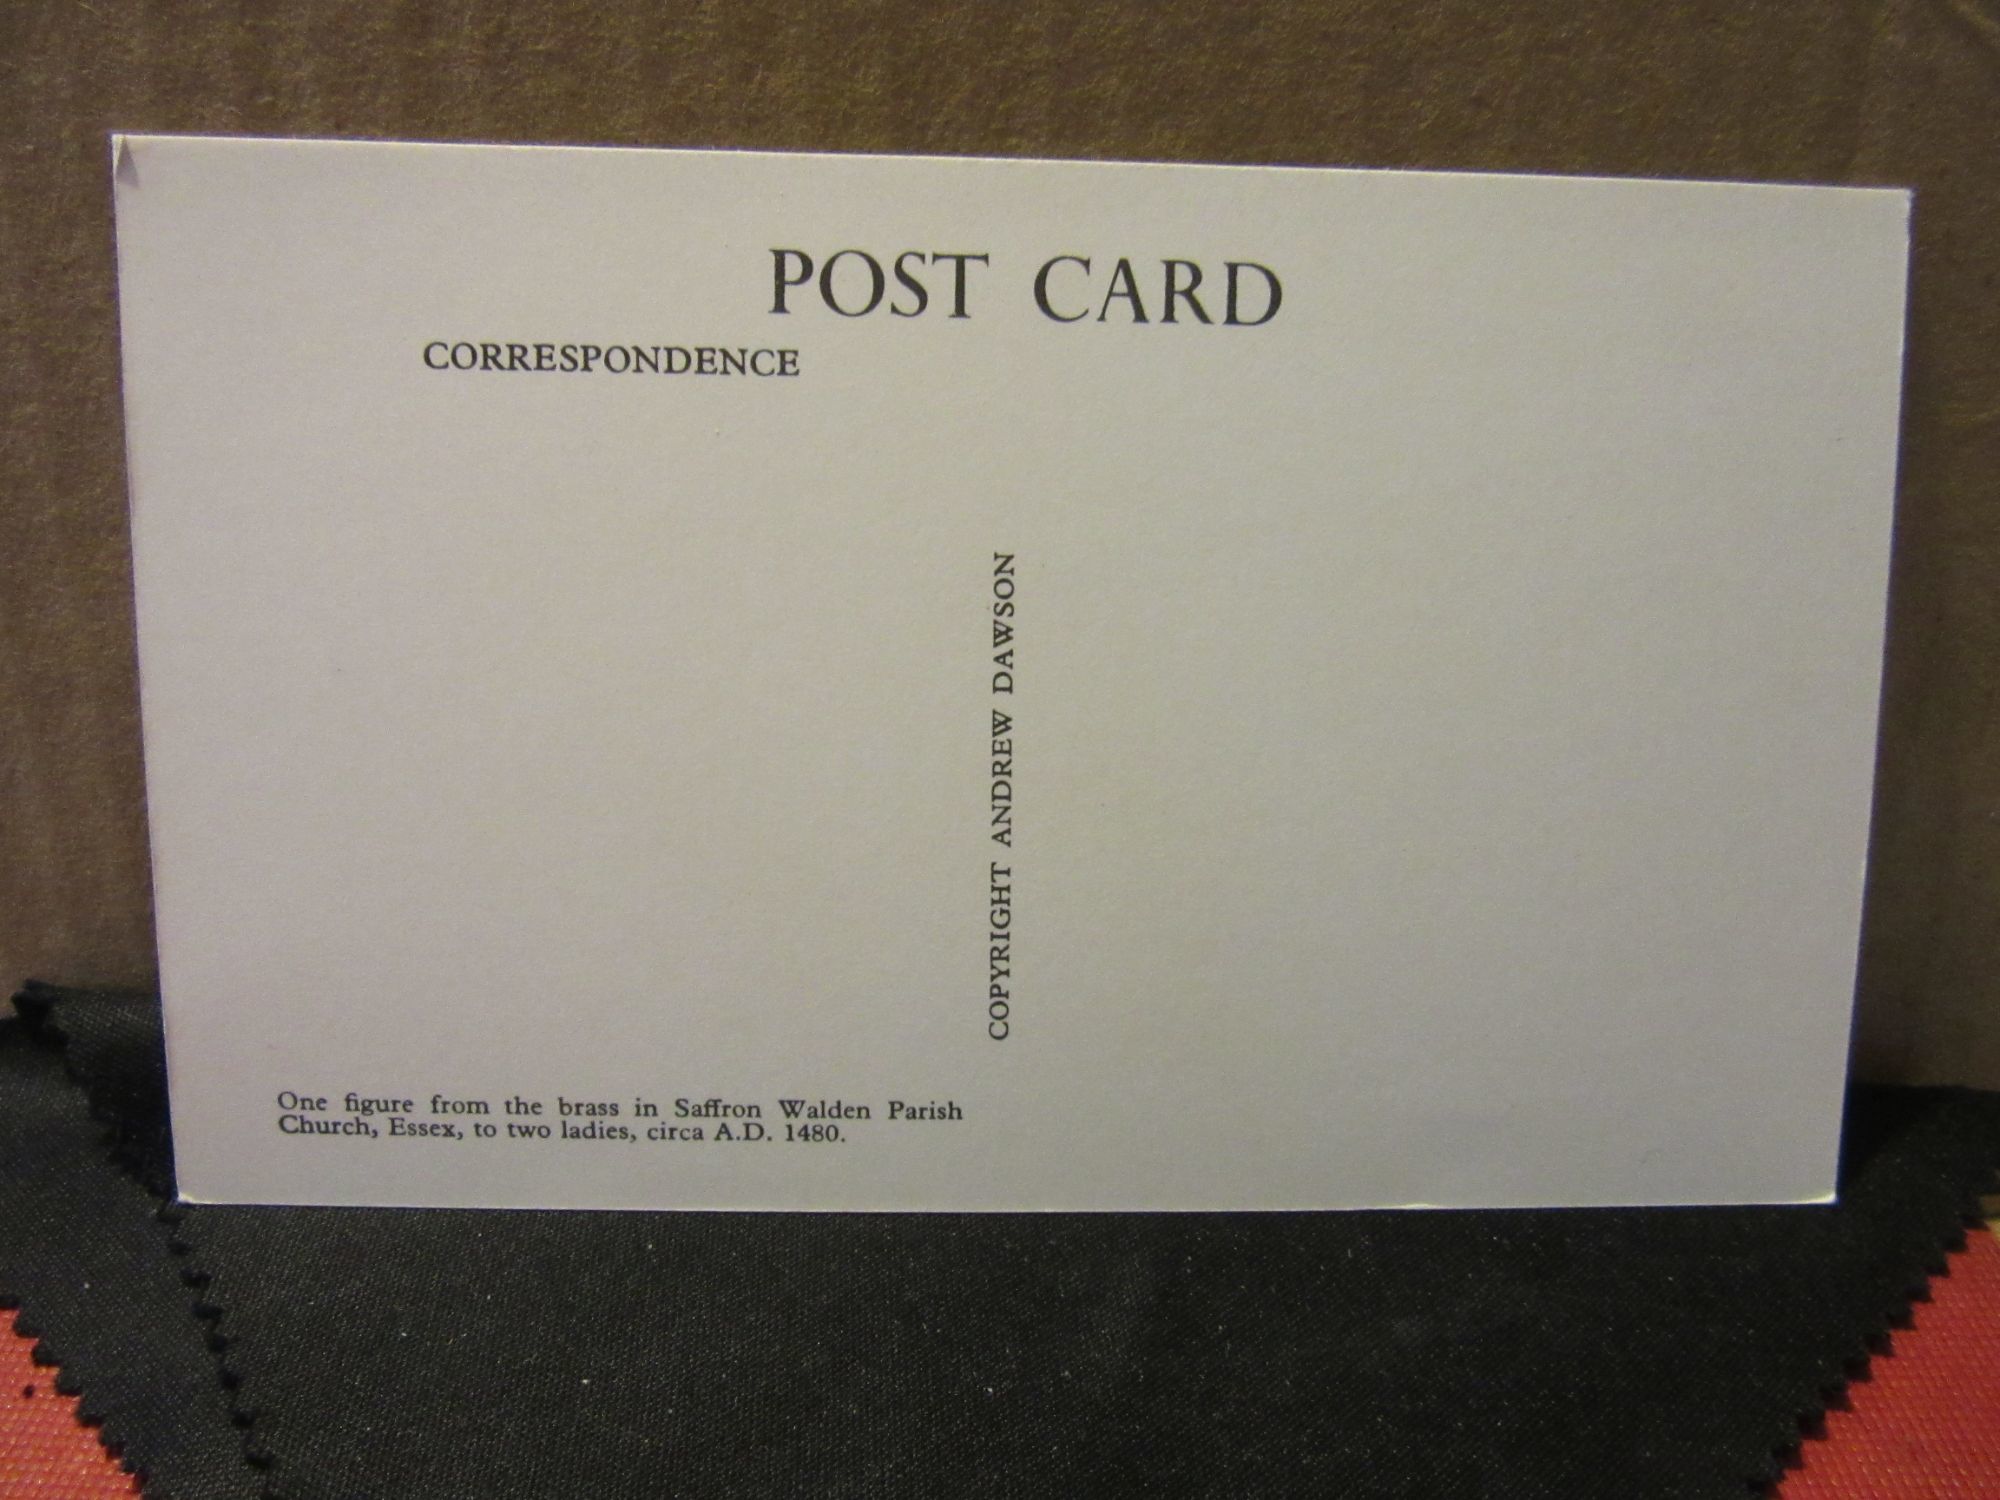 POST CARD
CORRESPONDENCE
COPYRIGHT ANDREW DAWSON
One figure from the brass in Saffron Walden Parish
Church, Essex, to two ladies, circa A.D. 1480.